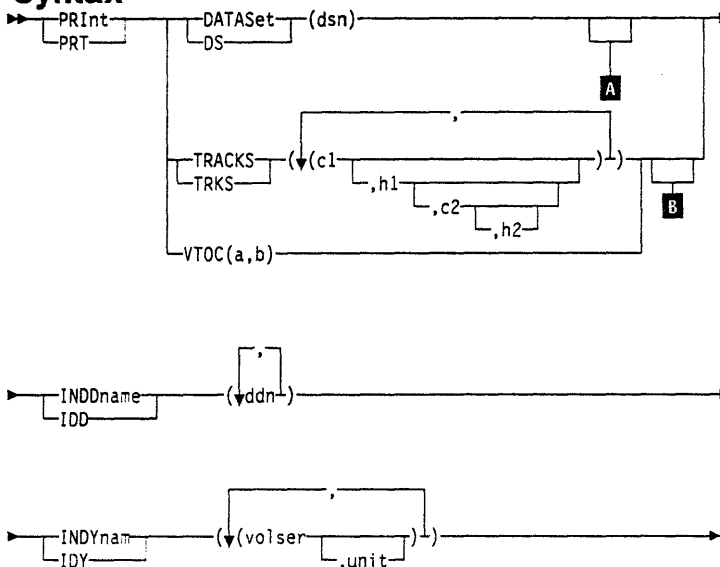 Syntax
PRInt DATASet (dsn)
PRT DS
A
,
TRACKS ( (c1 ) )
TRKS ,h1
,c2 B
,h2
VTOC(a,b)
,
INDDname ( ddn )
IDD
,
INDYnam ( (volser ) )
IDY ,unit